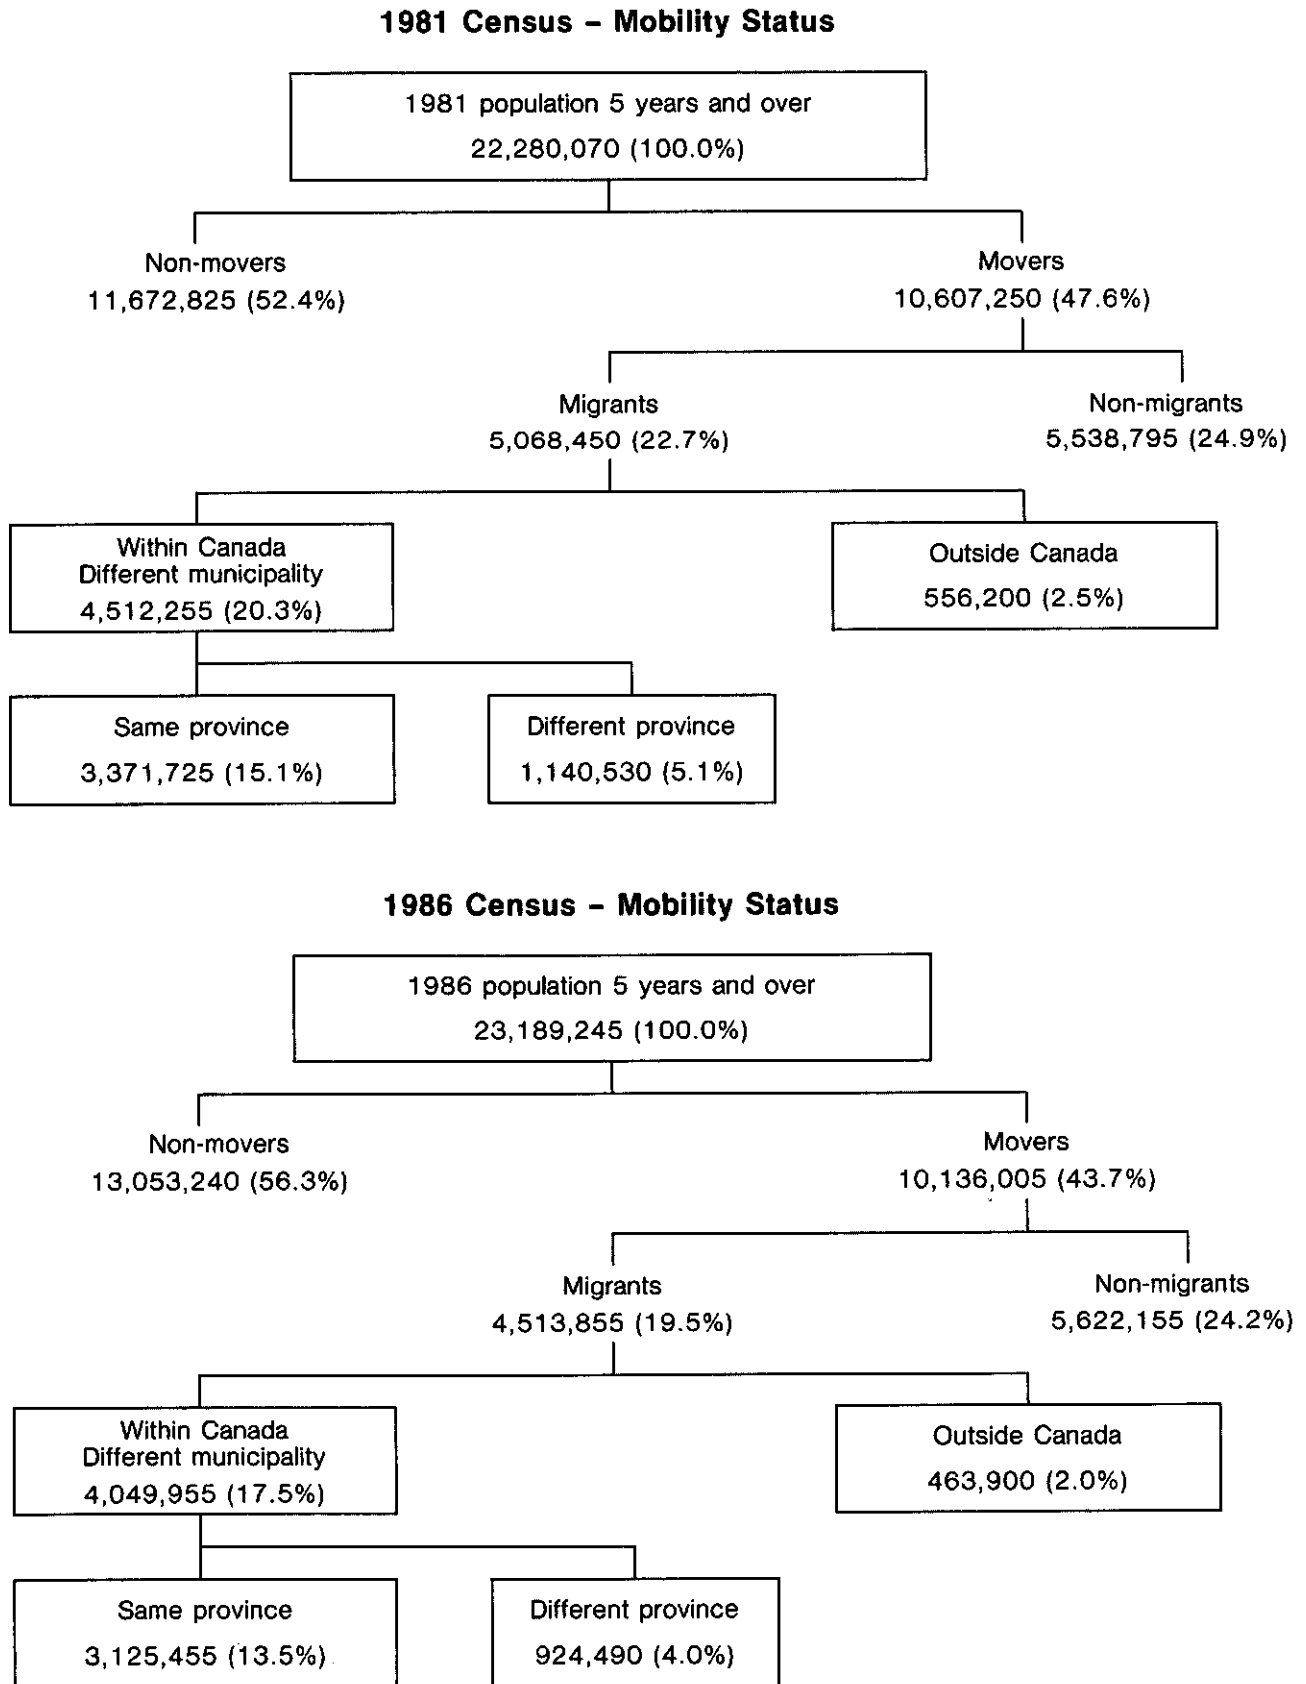 1981 Census – Mobility Status
1981 population 5 years and over
22,280,070 (100.0%)
Non-movers
11,672,825 (52.4%)
Movers
10,607,250 (47.6%)
Migrants
5,068,450 (22.7%)
Non-migrants
5,538,795 (24.9%)
Within Canada
Different municipality
4,512,255 (20.3%)
Outside Canada
556,200 (2.5%)
Same province
3,371,725 (15.1%)
Different province
1,140,530 (5.1%)
1986 Census – Mobility Status
1986 population 5 years and over
23,189,245 (100.0%)
Non-movers
13,053,240 (56.3%)
Movers
10,136,005 (43.7%)
Migrants
4,513,855 (19.5%)
Non-migrants
5,622,155 (24.2%)
Within Canada
Different municipality
4,049,955 (17.5%)
Outside Canada
463,900 (2.0%)
Same province
3,125,455 (13.5%)
Different province
924,490 (4.0%)